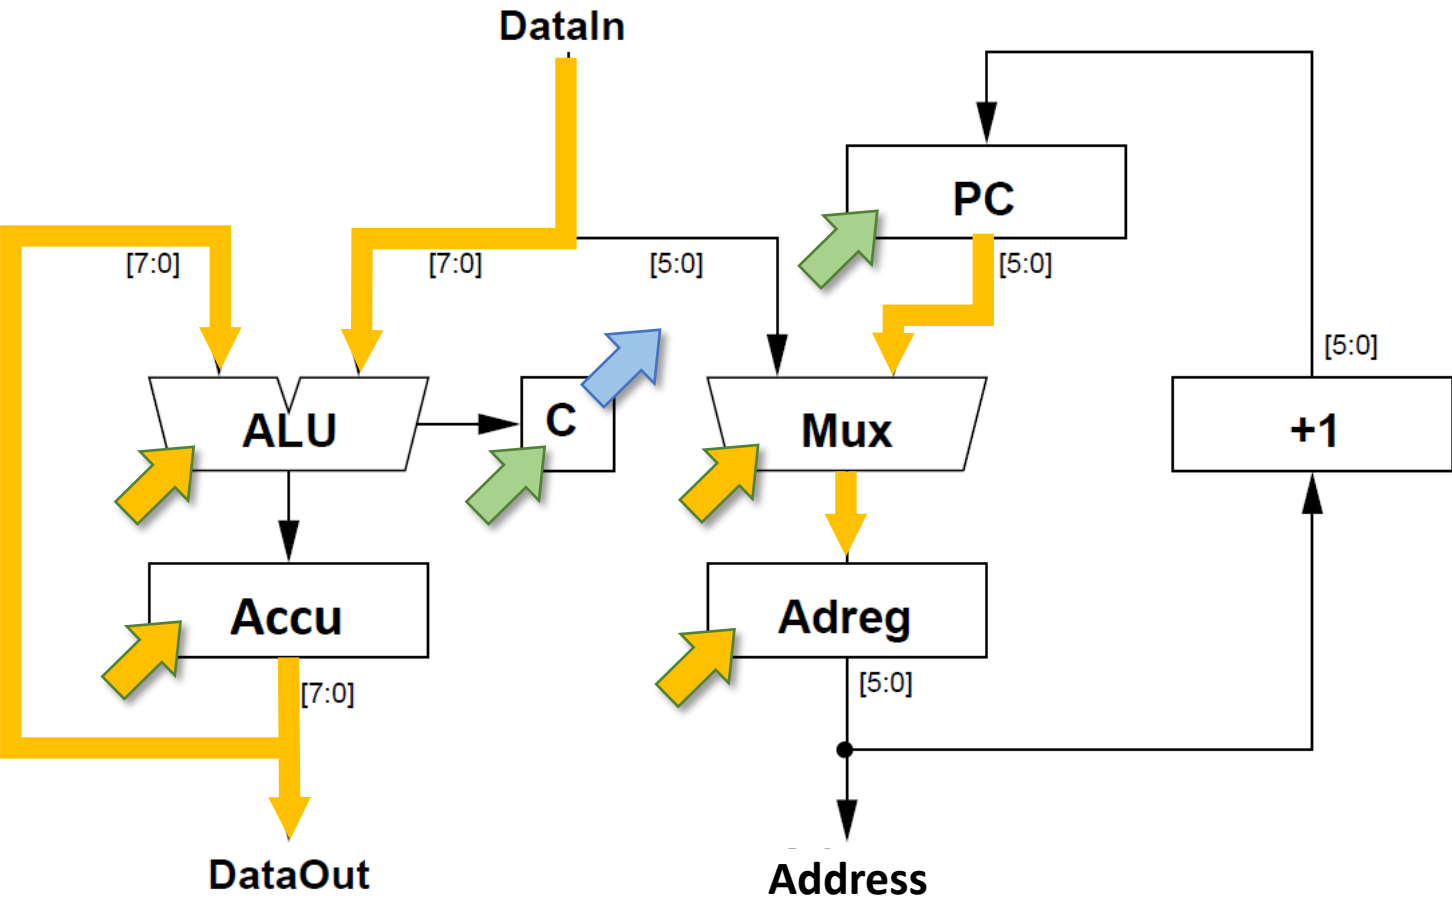 DataIn
PC
[7:0]
[7:0]
[5:0]
[5:0]
[5:0]
ALU
C
Mux
+1
Accu
Adreg
[7:0]
[5:0]
DataOut
Address